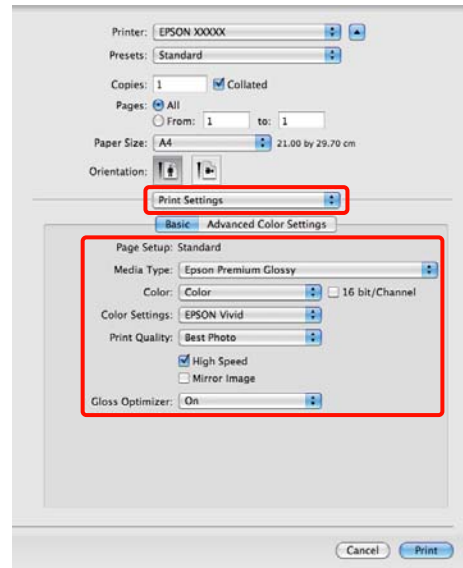 Printer: EPSON XXXXX
Presets: Standard
Copies: 1 Collated
Pages: All
From: 1 to: 1
Paper Size: A4 21.00 by 29.70 cm
Orientation:
Print Settings
Basic Advanced Color Settings
Page Setup: Standard
Media Type: Epson Premium Glossy
Color: Color 16 bit/Channel
Color Settings: EPSON Vivid
Print Quality: Best Photo
High Speed
Mirror Image
Gloss Optimizer: On
Cancel Print